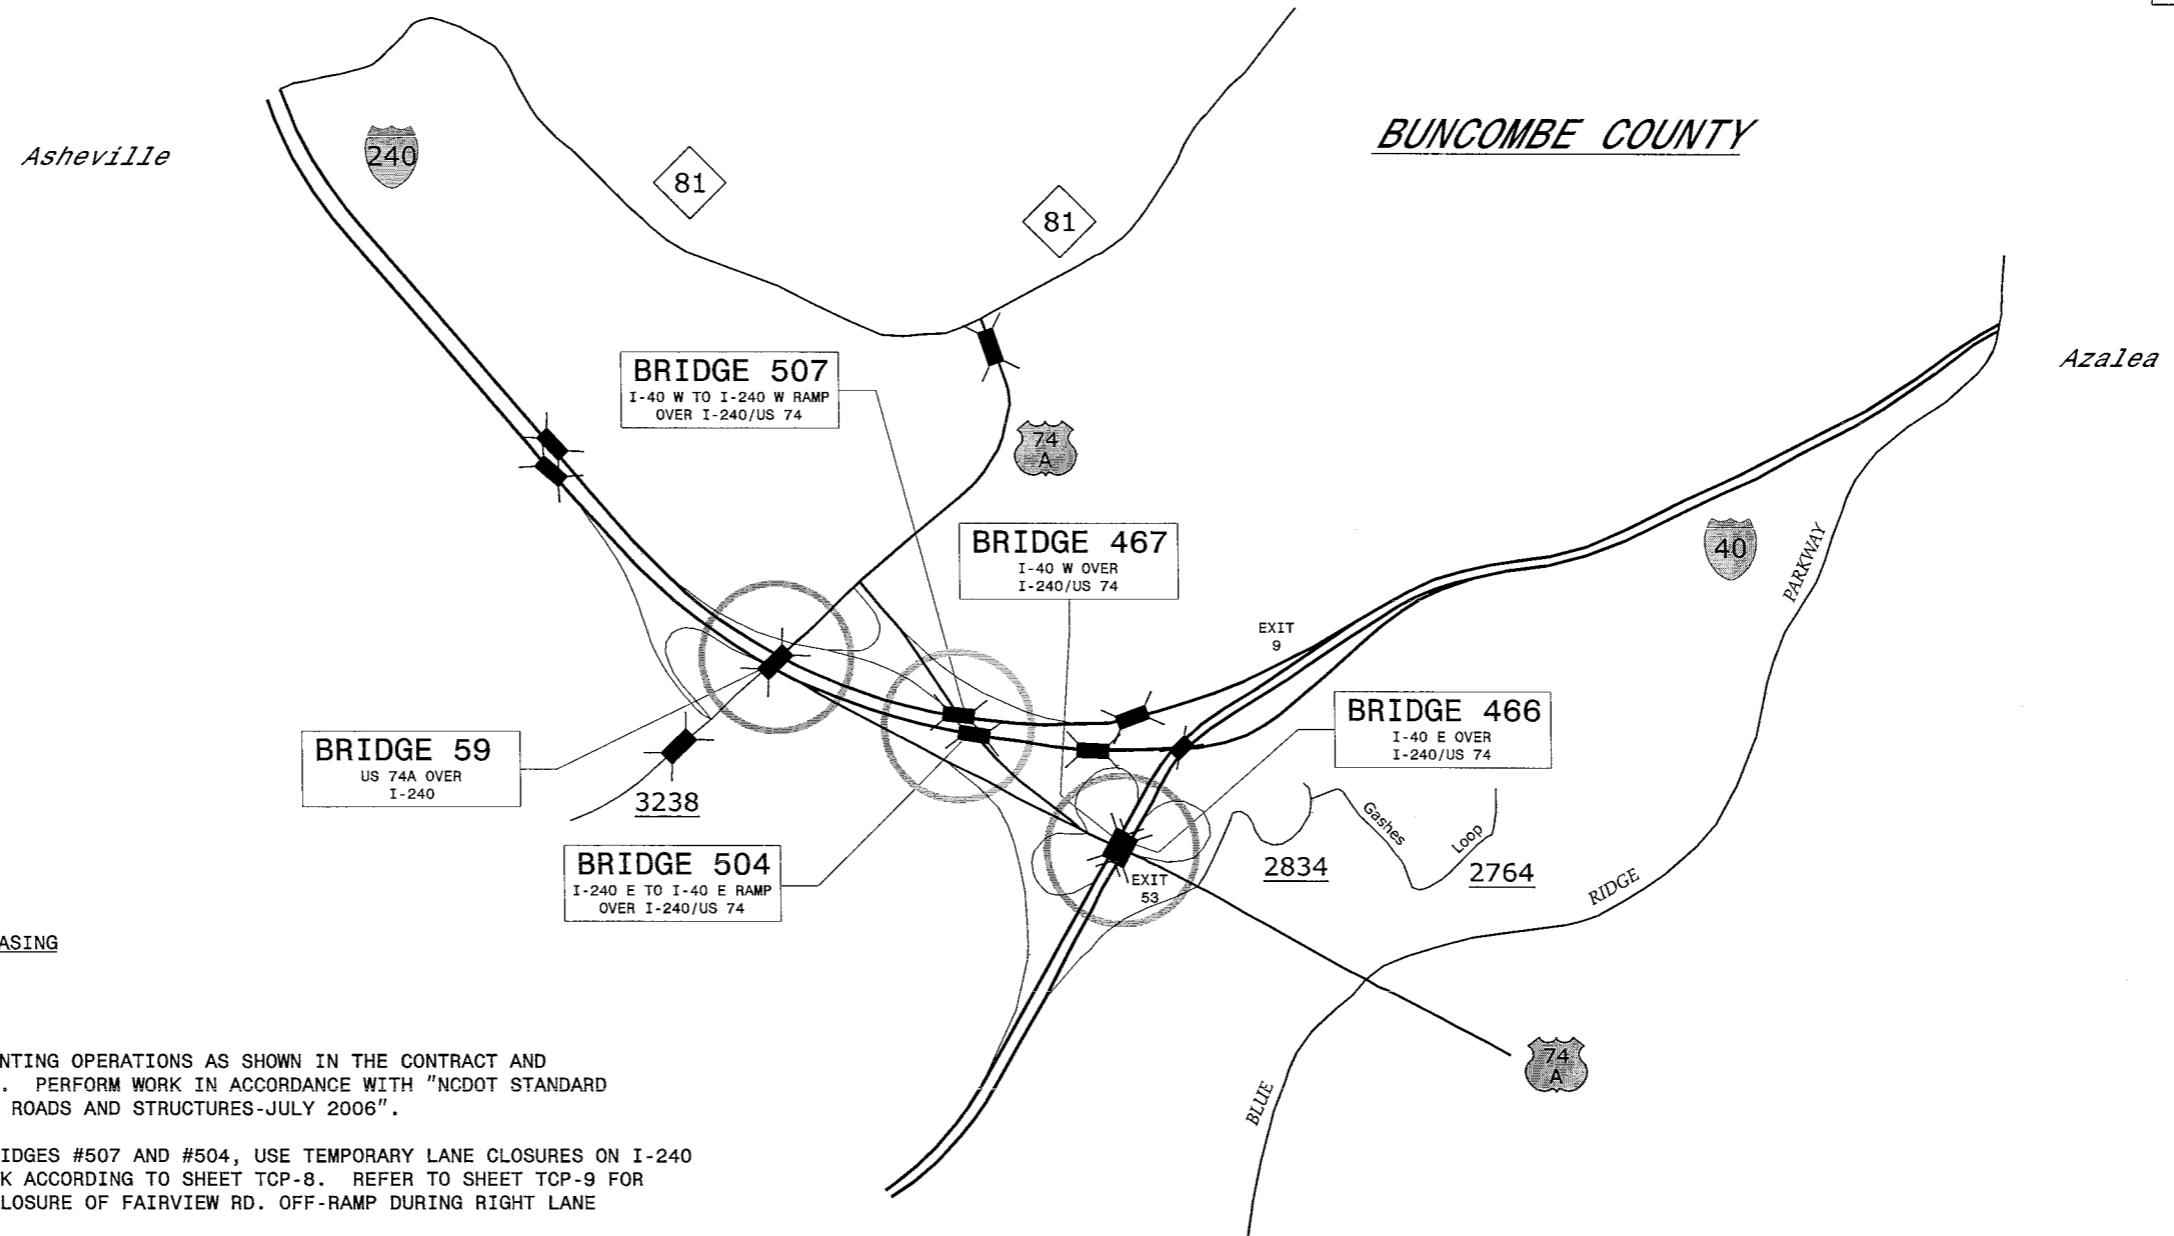 BUNCOMBE COUNTY
Asheville
240
81
81
Azalea
BRIDGE 507
I-40 W TO I-240 W RAMP
OVER I-240/US 74
74
A
BRIDGE 467
I-40 W OVER
I-240/US 74
40
PARKWAY
EXIT
9
BRIDGE 466
I-40 E OVER
I-240/US 74
BRIDGE 59
US 74A OVER
I-240
3238
Gashes
Loop
2834
2764
BRIDGE 504
I-240 E TO I-40 E RAMP
OVER I-240/US 74
EXIT
53
RIDGE
BLUE
74
A
ASING
NTING OPERATIONS AS SHOWN IN THE CONTRACT AND
. PERFORM WORK IN ACCORDANCE WITH "NCDOT STANDARD
ROADS AND STRUCTURES-JULY 2006".
IDGES #507 AND #504, USE TEMPORARY LANE CLOSURES ON I-240
K ACCORDING TO SHEET TCP-8. REFER TO SHEET TCP-9 FOR
LOSURE OF FAIRVIEW RD. OFF-RAMP DURING RIGHT LANE